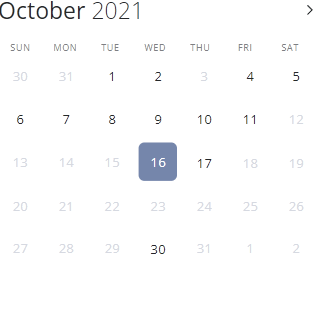 October 2021
SUN MON TUE WED THU FRI SAT
30 31 1 2 3 4 5
6 7 8 9 10 11 12
13 14 15 16 17 18 19
20 21 22 23 24 25 26
27 28 29 30 31 1 2